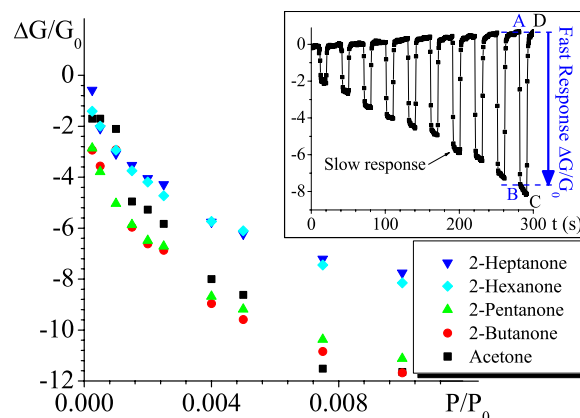 ΔG/G₀
0
-2
-4
-6
-8
-10
-12
0.000
0.004
0.008
P/P₀
0
-2
-4
-6
-8
0
100
200
300
t (s)
A
D
B
C
Slow response
Fast Response ΔG/G₀
2-Heptanone
2-Hexanone
2-Pentanone
2-Butanone
Acetone